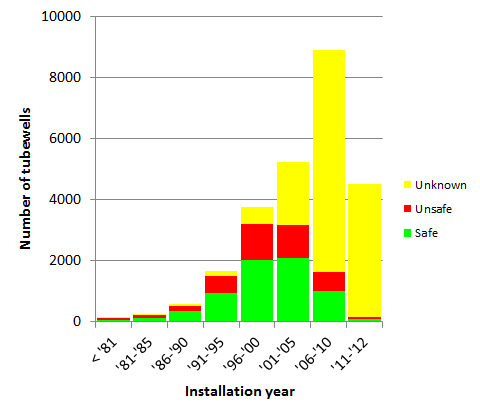 10000
8000
6000
4000
2000
0
Number of tubewells
Unknown
Unsafe
Safe
< '81
'81-'85
'86-'90
'91-'95
'96-'00
'01-'05
'06-'10
'11-'12
Installation year